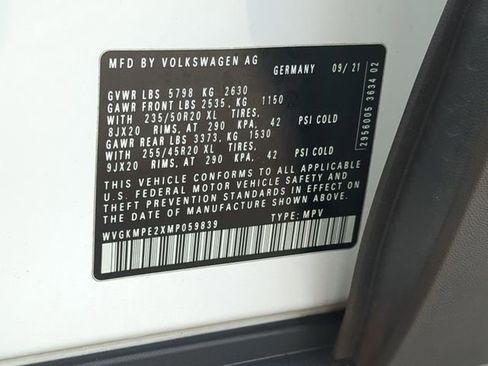 MFD BY VOLKSWAGEN AG
GERMANY 09/21
GVWR LBS 5798 KG 2630
GAWR FRONT LBS 2535, KG 1150
WITH 235/50R20 XL
8JX20 RIMS, AT 290 KPA, 42 PSI COLD
GAWR REAR LBS 3373, KG 1530
WITH 255/45R20 XL
9JX20 RIMS, AT 290 KPA, 42 PSI COLD
THIS VEHICLE CONFORMS TO ALL APPLICABLE
U.S. FEDERAL MOTOR VEHICLE SAFETY AND
THEFT PREVENTION STANDARDS IN EFFECT
ON THE DATE OF MANUFACTURE SHOWN ABOVE
WVGKMPE2XMP059839 TYPE: MPV
2956005 3634 02